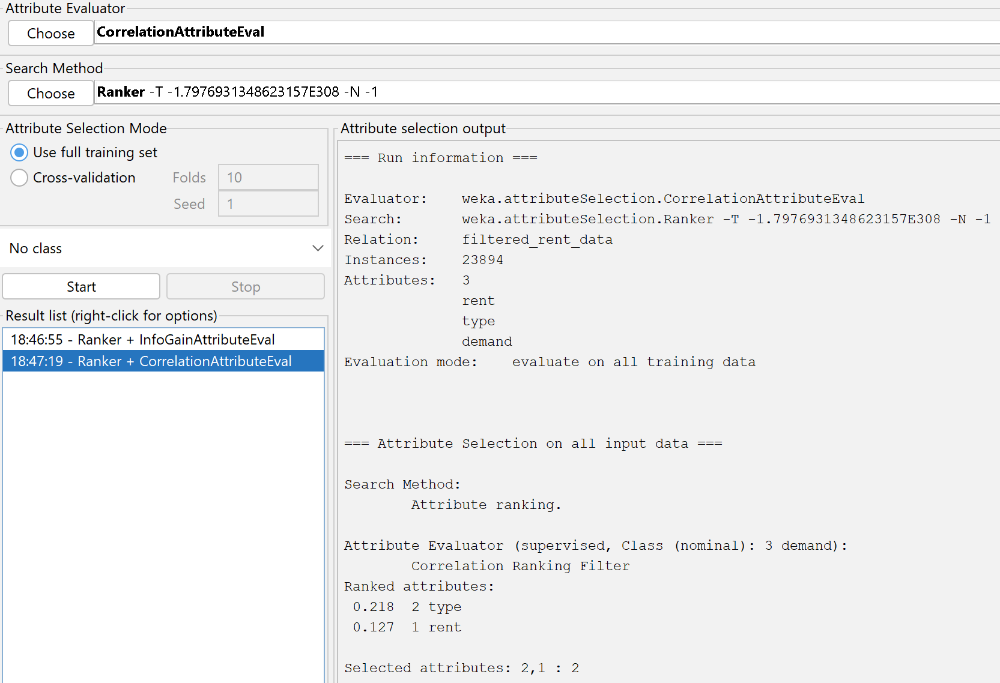 Attribute Evaluator
Choose CorrelationAttributeEval
Search Method
Choose Ranker -T -1.7976931348623157E308 -N -1
Attribute Selection Mode
Use full training set
Cross-validation Folds 10
Seed 1
No class
Start Stop
Result list (right-click for options)
18:46:55 - Ranker + InfoGainAttributeEval
18:47:19 - Ranker + CorrelationAttributeEval
Attribute selection output
=== Run information ===
Evaluator: weka.attributeSelection.CorrelationAttributeEval
Search: weka.attributeSelection.Ranker -T -1.7976931348623157E308 -N -1
Relation: filtered_rent_data
Instances: 23894
Attributes: 3
rent
type
demand
Evaluation mode: evaluate on all training data
=== Attribute Selection on all input data ===
Search Method:
Attribute ranking.
Attribute Evaluator (supervised, Class (nominal): 3 demand):
Correlation Ranking Filter
Ranked attributes:
0.218 2 type
0.127 1 rent
Selected attributes: 2,1 : 2